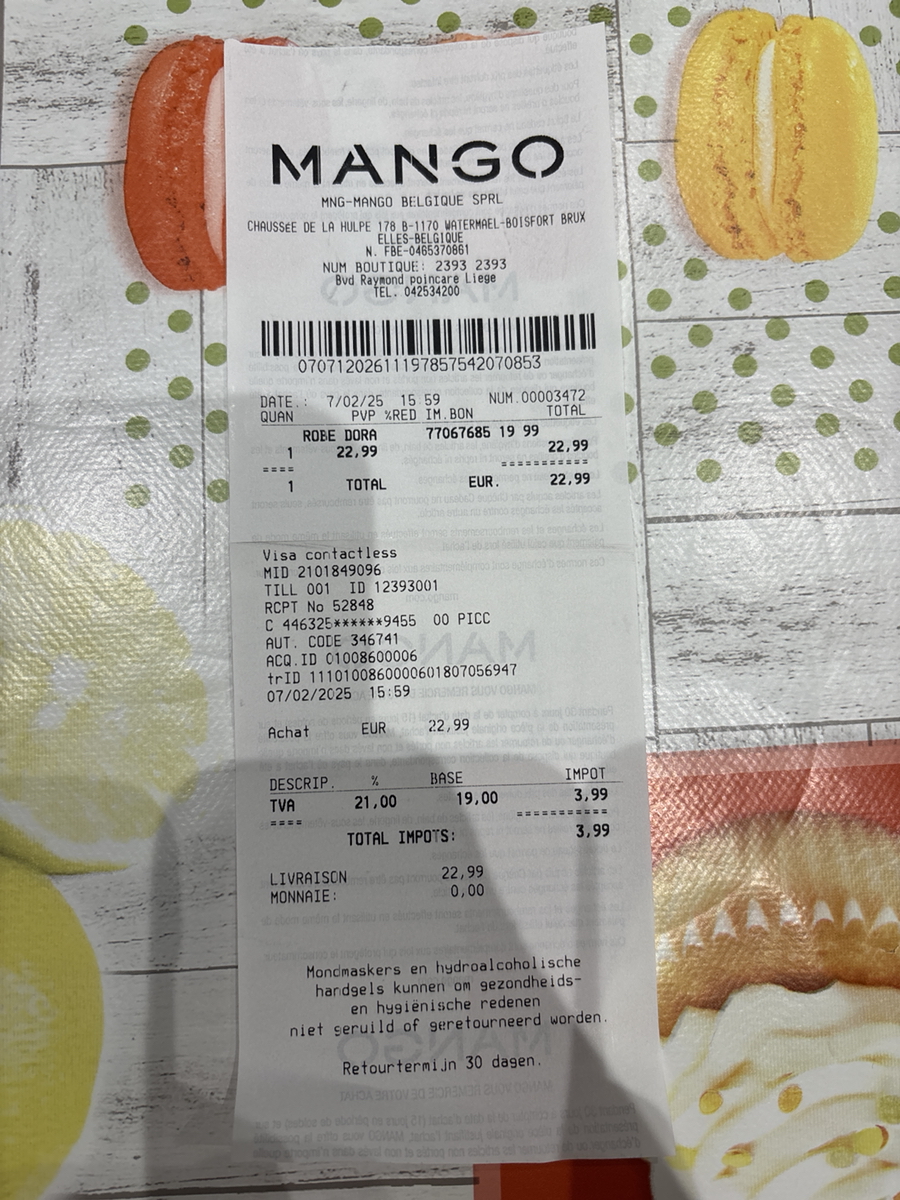 MANGO
MNG-MANGO BELGIQUE SPRL
CHAUSSéE DE LA HULPE 178 B-1170 WATERMAEL-BOISFORT BRUX
ELLES-BELGIQUE
N. FBE-0465370861
NUM BOUTIQUE: 2393 2393
Bvd Raymond poincare Liege
TEL. 042534200
07071202611197857542070853
DATE.: 7/02/25 15 59 NUM.00003472
QUAN PVP %RED IM.BON TOTAL
ROBE DORA 77067685 19 99
1 22,99 22,99
==== ===========
1 TOTAL EUR. 22,99
Visa contactless
MID 2101849096
TILL 001 ID 12393001
RCPT No 52848
C 446325******9455 00 PICC
AUT. CODE 346741
ACQ.ID 01008600006
trID 1110100860000601807056947
07/02/2025 15:59
Achat EUR 22,99
DESCRIP. % BASE IMPOT
TVA 21,00 19,00 3,99
==== ===========
TOTAL IMPOTS: 3,99
LIVRAISON 22,99
MONNAIE: 0,00
Mondmaskers en hydroalcoholische
handgels kunnen om gezondheids-
en hygiënische redenen
niet geruild of geretourneerd worden.
Retourtermijn 30 dagen.